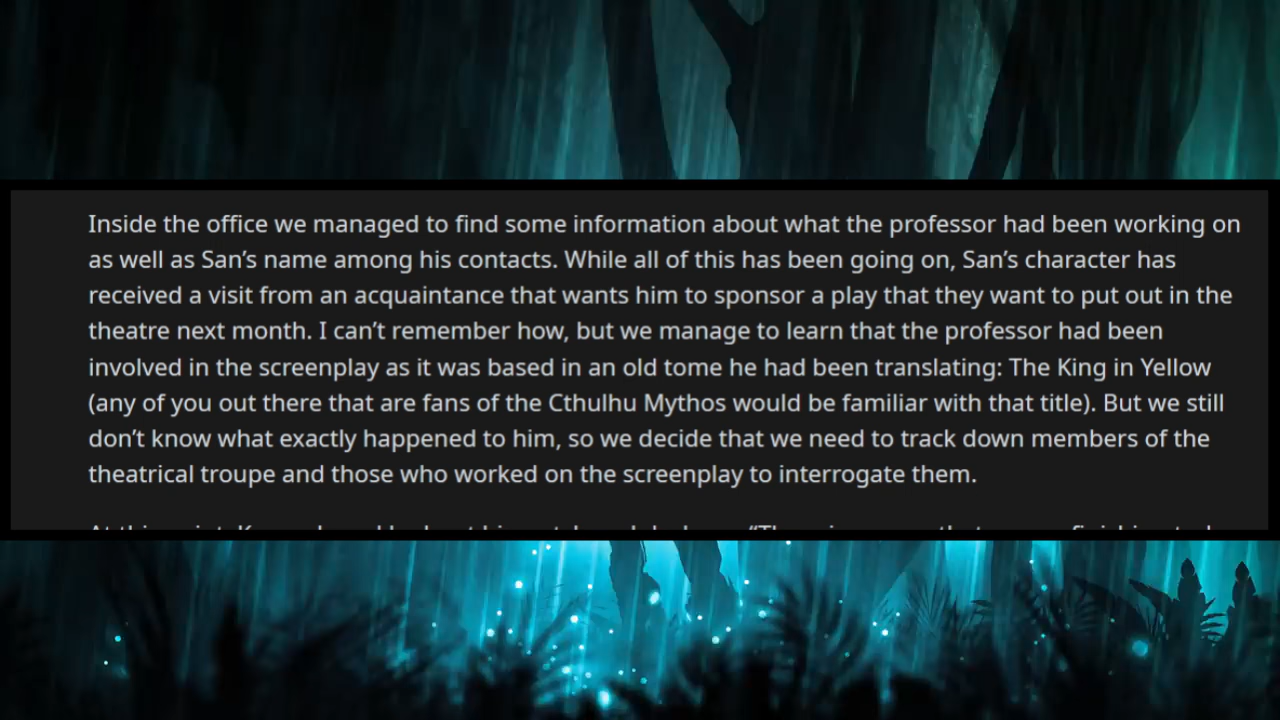 Inside the office we managed to find some information about what the professor had been working on
as well as San’s name among his contacts. While all of this has been going on, San’s character has
received a visit from an acquaintance that wants him to sponsor a play that they want to put out in the
theatre next month. I can’t remember how, but we manage to learn that the professor had been
involved in the screenplay as it was based in an old tome he had been translating: The King in Yellow
(any of you out there that are fans of the Cthulhu Mythos would be familiar with that title). But we still
don’t know what exactly happened to him, so we decide that we need to track down members of the
theatrical troupe and those who worked on the screenplay to interrogate them.